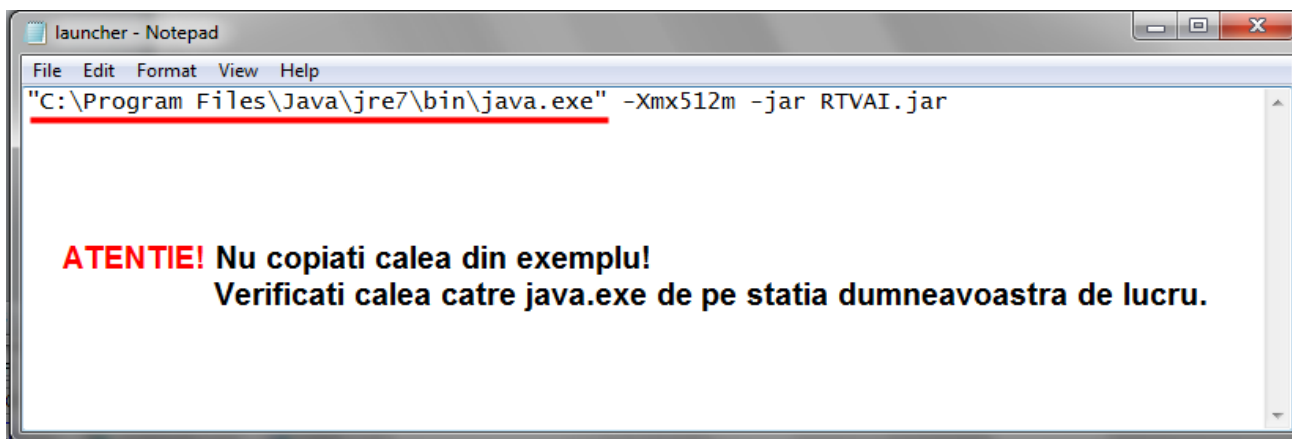 launcher - Notepad
File Edit Format View Help
"C:\Program Files\Java\jre7\bin\java.exe" -Xmx512m -jar RTVAI.jar
ATENTIE! Nu copiati calea din exemplu!
Verificati calea catre java.exe de pe statia dumneavoastra de lucru.